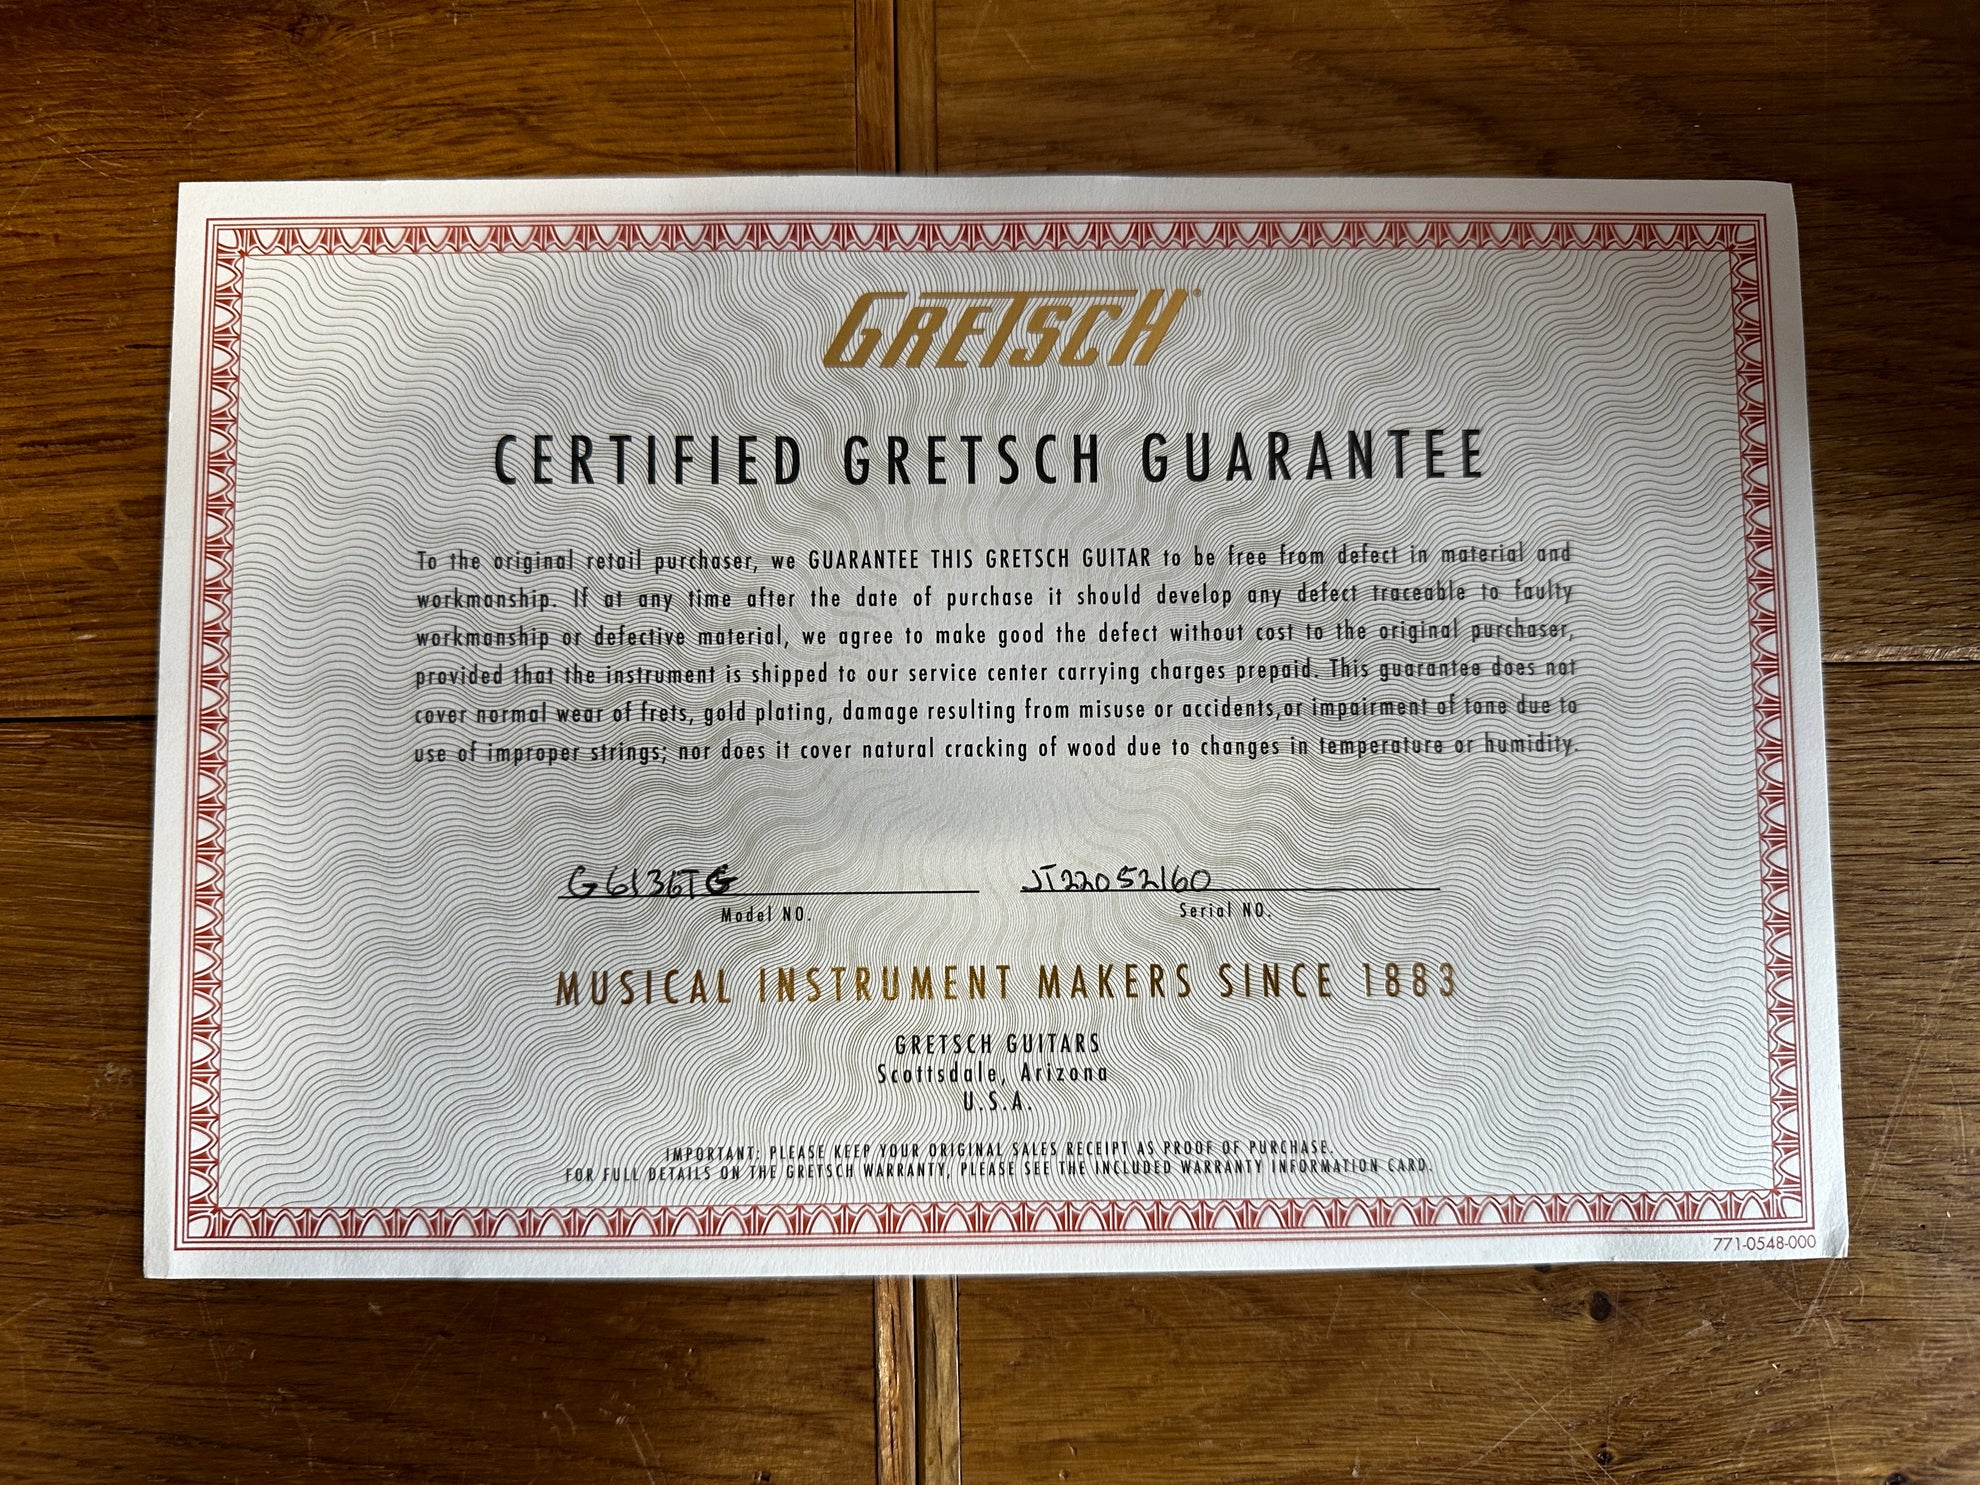 GRETSCH®
CERTIFIED GRETSCH GUARANTEE
To the original retail purchaser, we GUARANTEE THIS GRETSCH GUITAR to be free from defect in material and
workmanship. If at any time after the date of purchase it should develop any defect traceable to faulty
workmanship or defective material, we agree to make good the defect without cost to the original purchaser,
provided that the instrument is shipped to our service center carrying charges prepaid. This guarantee does not
cover normal wear of frets, gold plating, damage resulting from misuse or accidents,or impairment of tone due to
use of improper strings; nor does it cover natural cracking of wood due to changes in temperature or humidity.
G6136TG JT22052160
Model NO. Serial NO.
MUSICAL INSTRUMENT MAKERS SINCE 1883
GRETSCH GUITARS
Scottsdale, Arizona
U.S.A.
IMPORTANT: PLEASE KEEP YOUR ORIGINAL SALES RECEIPT AS PROOF OF PURCHASE.
FOR FULL DETAILS ON THE GRETSCH WARRANTY, PLEASE SEE THE INCLUDED WARRANTY INFORMATION CARD.
771-0548-000